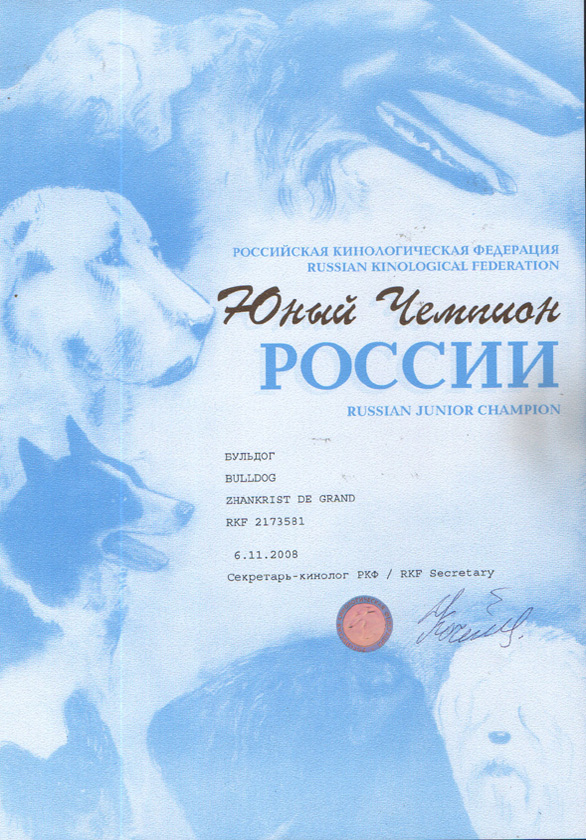 РОССИЙСКАЯ КИНОЛОГИЧЕСКАЯ ФЕДЕРАЦИЯ
RUSSIAN KINOLOGICAL FEDERATION
Юный Чемпион
РОССИИ
RUSSIAN JUNIOR CHAMPION
БУЛЬДОГ
BULLDOG
ZHANKRIST DE GRAND
RKF 2173581
6.11.2008
Секретарь-кинолог РКФ / RKF Secretary